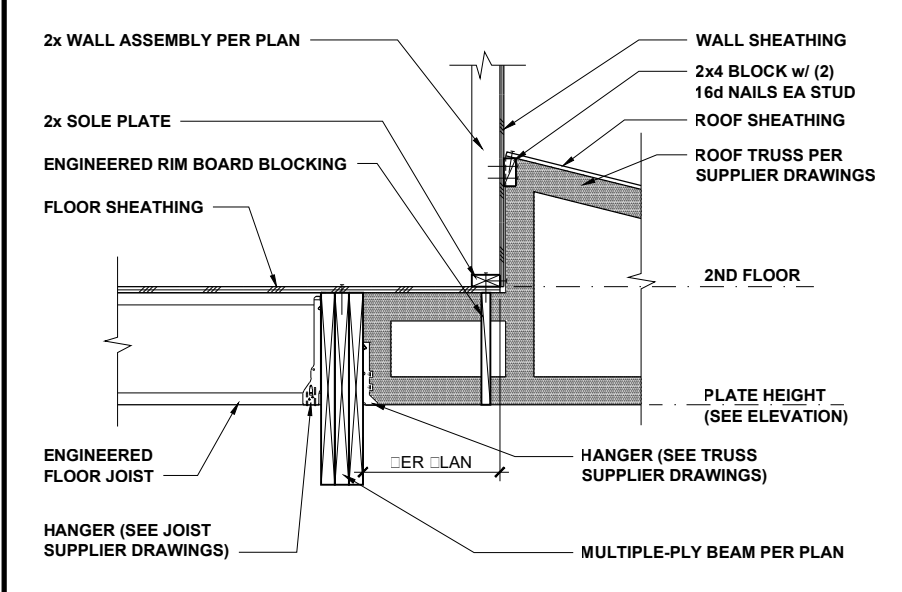 2x WALL ASSEMBLY PER PLAN
2x SOLE PLATE
ENGINEERED RIM BOARD BLOCKING
FLOOR SHEATHING
WALL SHEATHING
2x4 BLOCK w/ (2)
16d NAILS EA STUD
ROOF SHEATHING
ROOF TRUSS PER
SUPPLIER DRAWINGS
2ND FLOOR
PLATE HEIGHT
(SEE ELEVATION)
ENGINEERED
FLOOR JOIST
HANGER (SEE JOIST
SUPPLIER DRAWINGS)
□ER □LAN
HANGER (SEE TRUSS
SUPPLIER DRAWINGS)
MULTIPLE-PLY BEAM PER PLAN